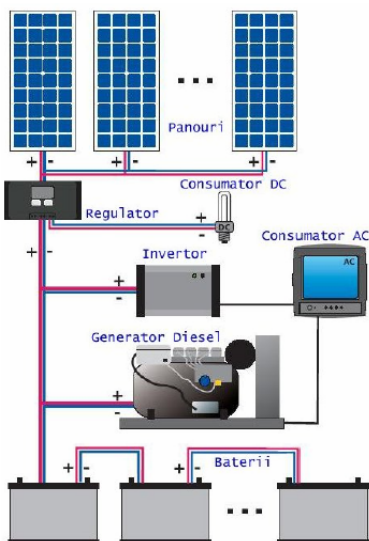 Panouri
+ -
+ -
+ -
Consumator DC
+
-
DC
Regulator
+ -
Consumator AC
AC
Invertor
+
-
Generator Diesel
+
-
Baterii
+ -
+ -